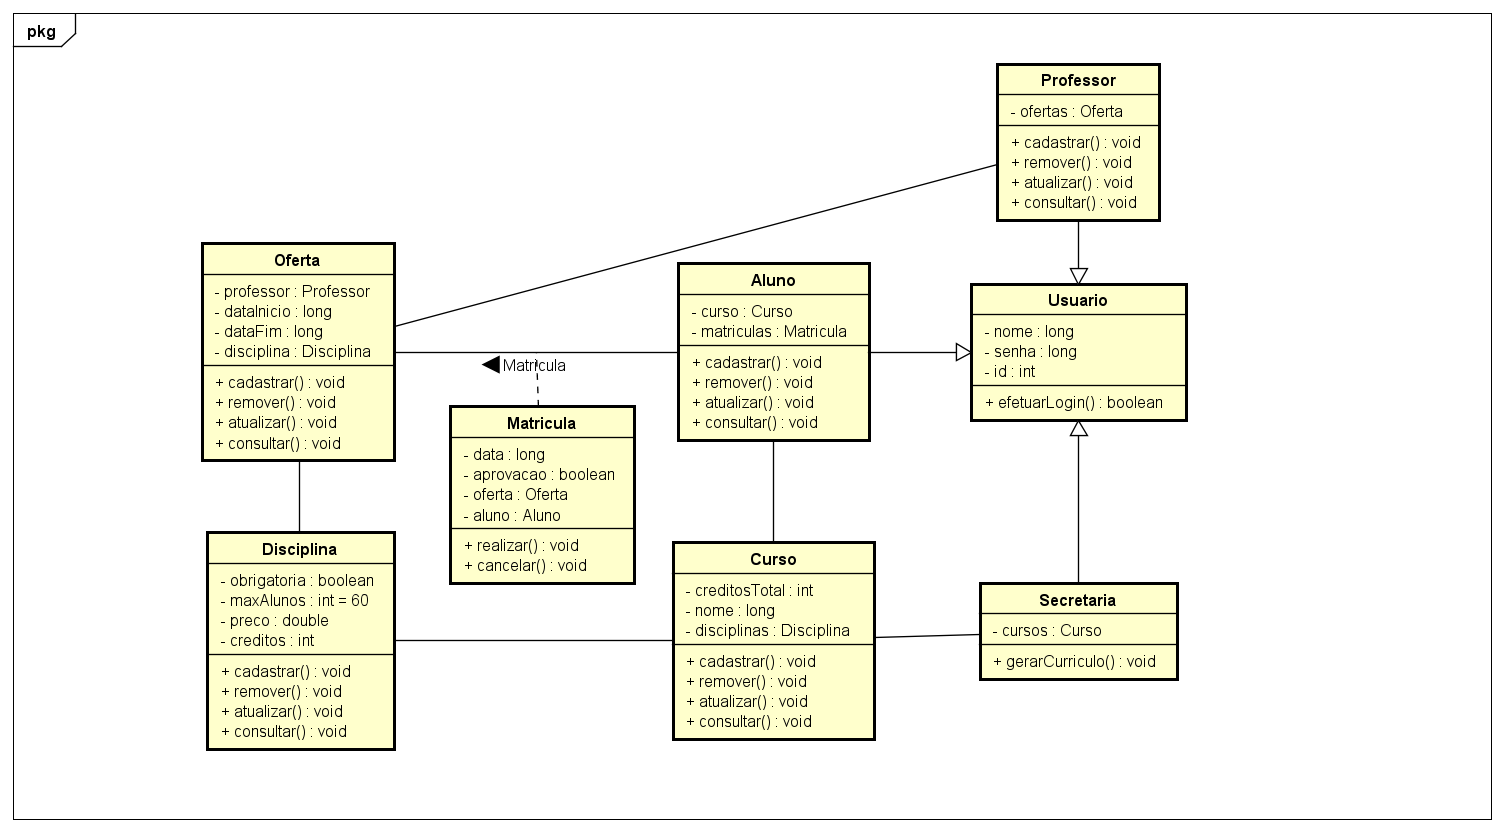 pkg
Professor
- ofertas : Oferta
+ cadastrar() : void
+ remover() : void
+ atualizar() : void
+ consultar() : void
Oferta
- professor : Professor
- dataInicio : long
- dataFim : long
- disciplina : Disciplina
+ cadastrar() : void
+ remover() : void
+ atualizar() : void
+ consultar() : void
Aluno
- curso : Curso
- matriculas : Matricula
+ cadastrar() : void
+ remover() : void
+ atualizar() : void
+ consultar() : void
Usuario
- nome : long
- senha : long
- id : int
+ efetuarLogin() : boolean
Matricula
Matricula
- data : long
- aprovacao : boolean
- oferta : Oferta
- aluno : Aluno
+ realizar() : void
+ cancelar() : void
Disciplina
- obrigatoria : boolean
- maxAlunos : int = 60
- preco : double
- creditos : int
+ cadastrar() : void
+ remover() : void
+ atualizar() : void
+ consultar() : void
Curso
- creditosTotal : int
- nome : long
- disciplinas : Disciplina
+ cadastrar() : void
+ remover() : void
+ atualizar() : void
+ consultar() : void
Secretaria
- cursos : Curso
+ gerarCurriculo() : void